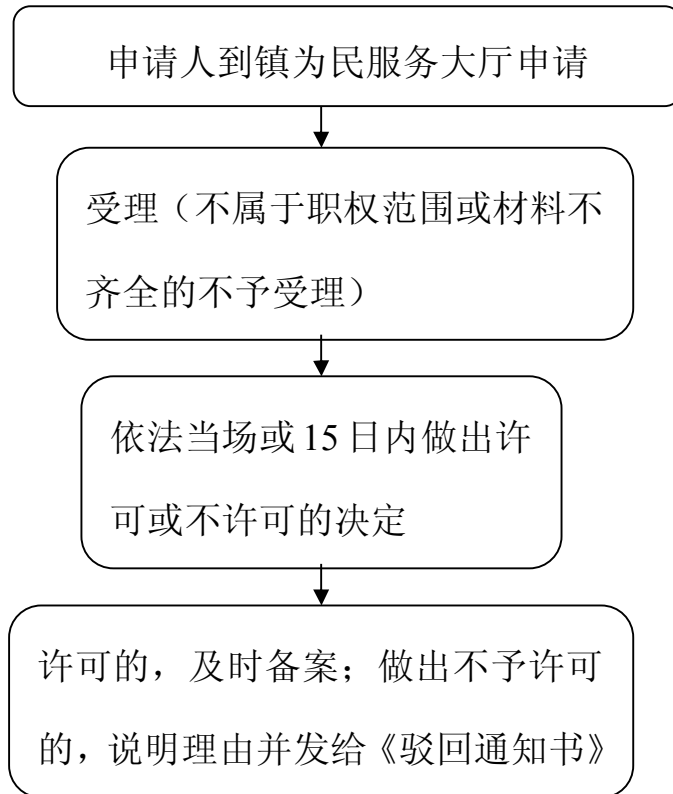 申请人到镇为民服务大厅申请
受理（不属于职权范围或材料不
齐全的不予受理）
依法当场或 15 日内做出许
可或不许可的决定
许可的，及时备案；做出不予许可
的，说明理由并发给《驳回通知书》